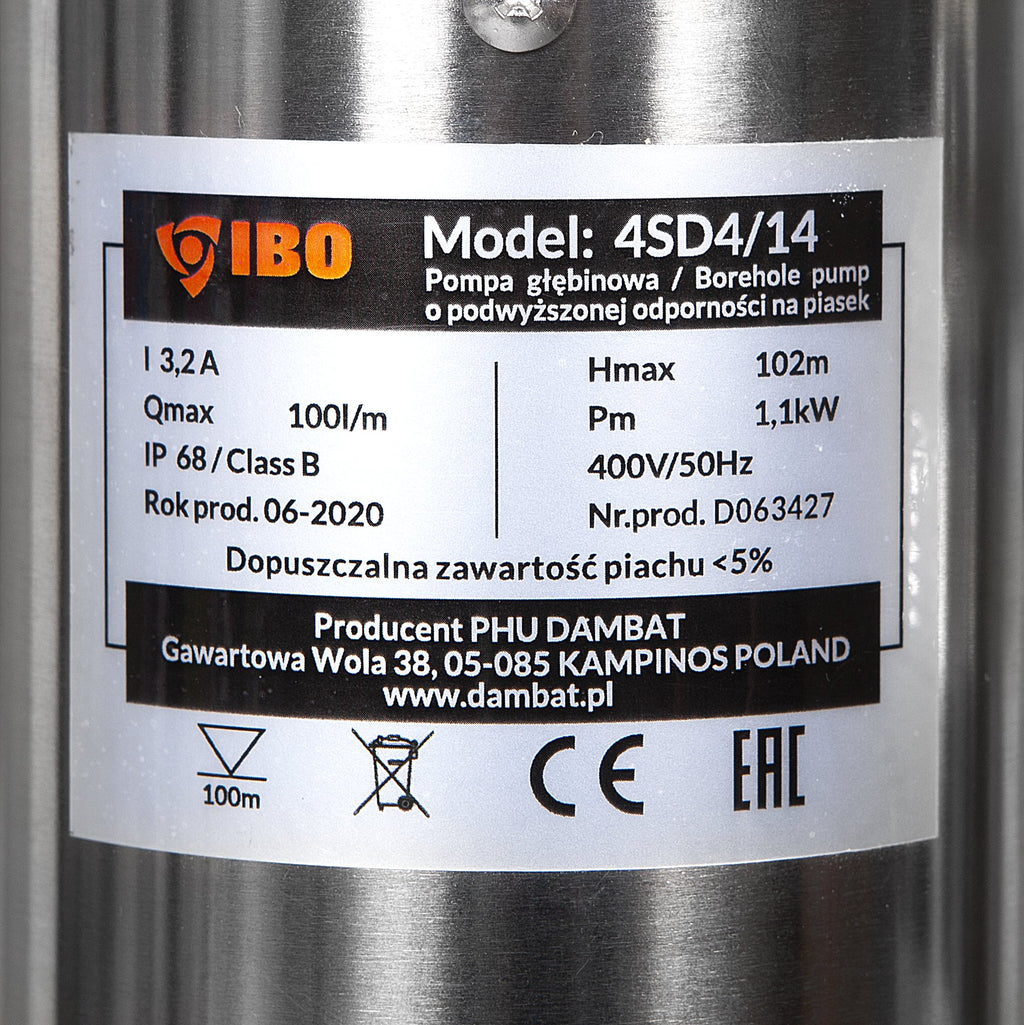 IBO
Model: 4SD4/14
Pompa głębinowa / Borehole pump
o podwyższonej odporności na piasek
I 3,2 A
Qmax 100l/m
IP 68 / Class B
Rok prod. 06-2020
Hmax 102m
Pm 1,1kW
400V/50Hz
Nr.prod. D063427
Dopuszczalna zawartość piachu <5%
Producent PHU DAMBAT
Gawartowa Wola 38, 05-085 KAMPINOS POLAND
www.dambat.pl
100m
CE
EAC